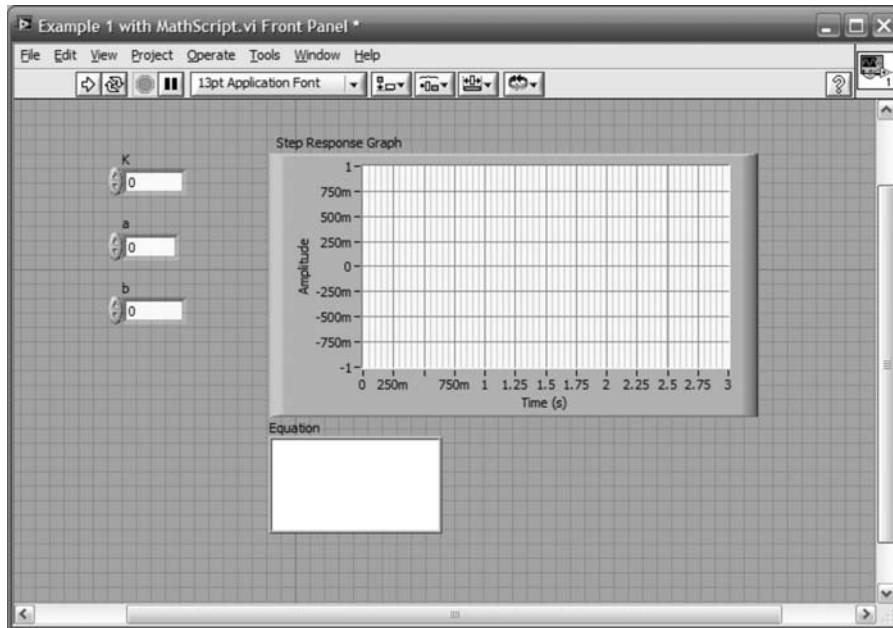 Example 1 with MathScript.vi Front Panel *
File Edit View Project Operate Tools Window Help
13pt Application Font
?
1
K
0
a
0
b
0
Step Response Graph
1
750m
500m
250m
0
-250m
-500m
-750m
-1
Amplitude
0 250m 750m 1 1.25 1.5 1.75 2 2.25 2.5 2.75 3
Time (s)
Equation